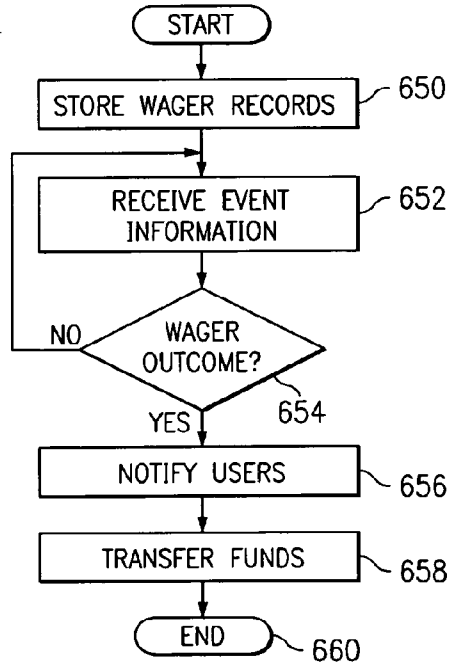 START
STORE WAGER RECORDS
650
RECEIVE EVENT
INFORMATION
652
WAGER
OUTCOME?
654
NO
YES
NOTIFY USERS
656
TRANSFER FUNDS
658
END
660